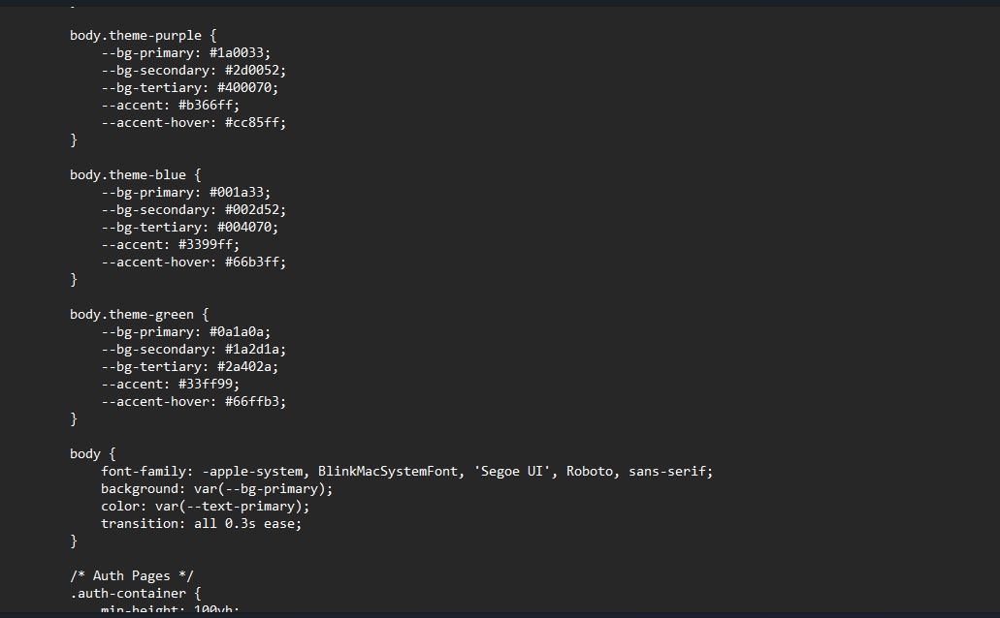 body.theme-purple {
    --bg-primary: #1a0033;
    --bg-secondary: #2d0052;
    --bg-tertiary: #400070;
    --accent: #b366ff;
    --accent-hover: #cc85ff;
}
body.theme-blue {
    --bg-primary: #001a33;
    --bg-secondary: #002d52;
    --bg-tertiary: #004070;
    --accent: #3399ff;
    --accent-hover: #66b3ff;
}
body.theme-green {
    --bg-primary: #0a1a0a;
    --bg-secondary: #1a2d1a;
    --bg-tertiary: #2a402a;
    --accent: #33ff99;
    --accent-hover: #66ffb3;
}
body {
    font-family: -apple-system, BlinkMacSystemFont, 'Segoe UI', Roboto, sans-serif;
    background: var(--bg-primary);
    color: var(--text-primary);
    transition: all 0.3s ease;
}
/* Auth Pages */
.auth-container {
    min-height: 100vh;